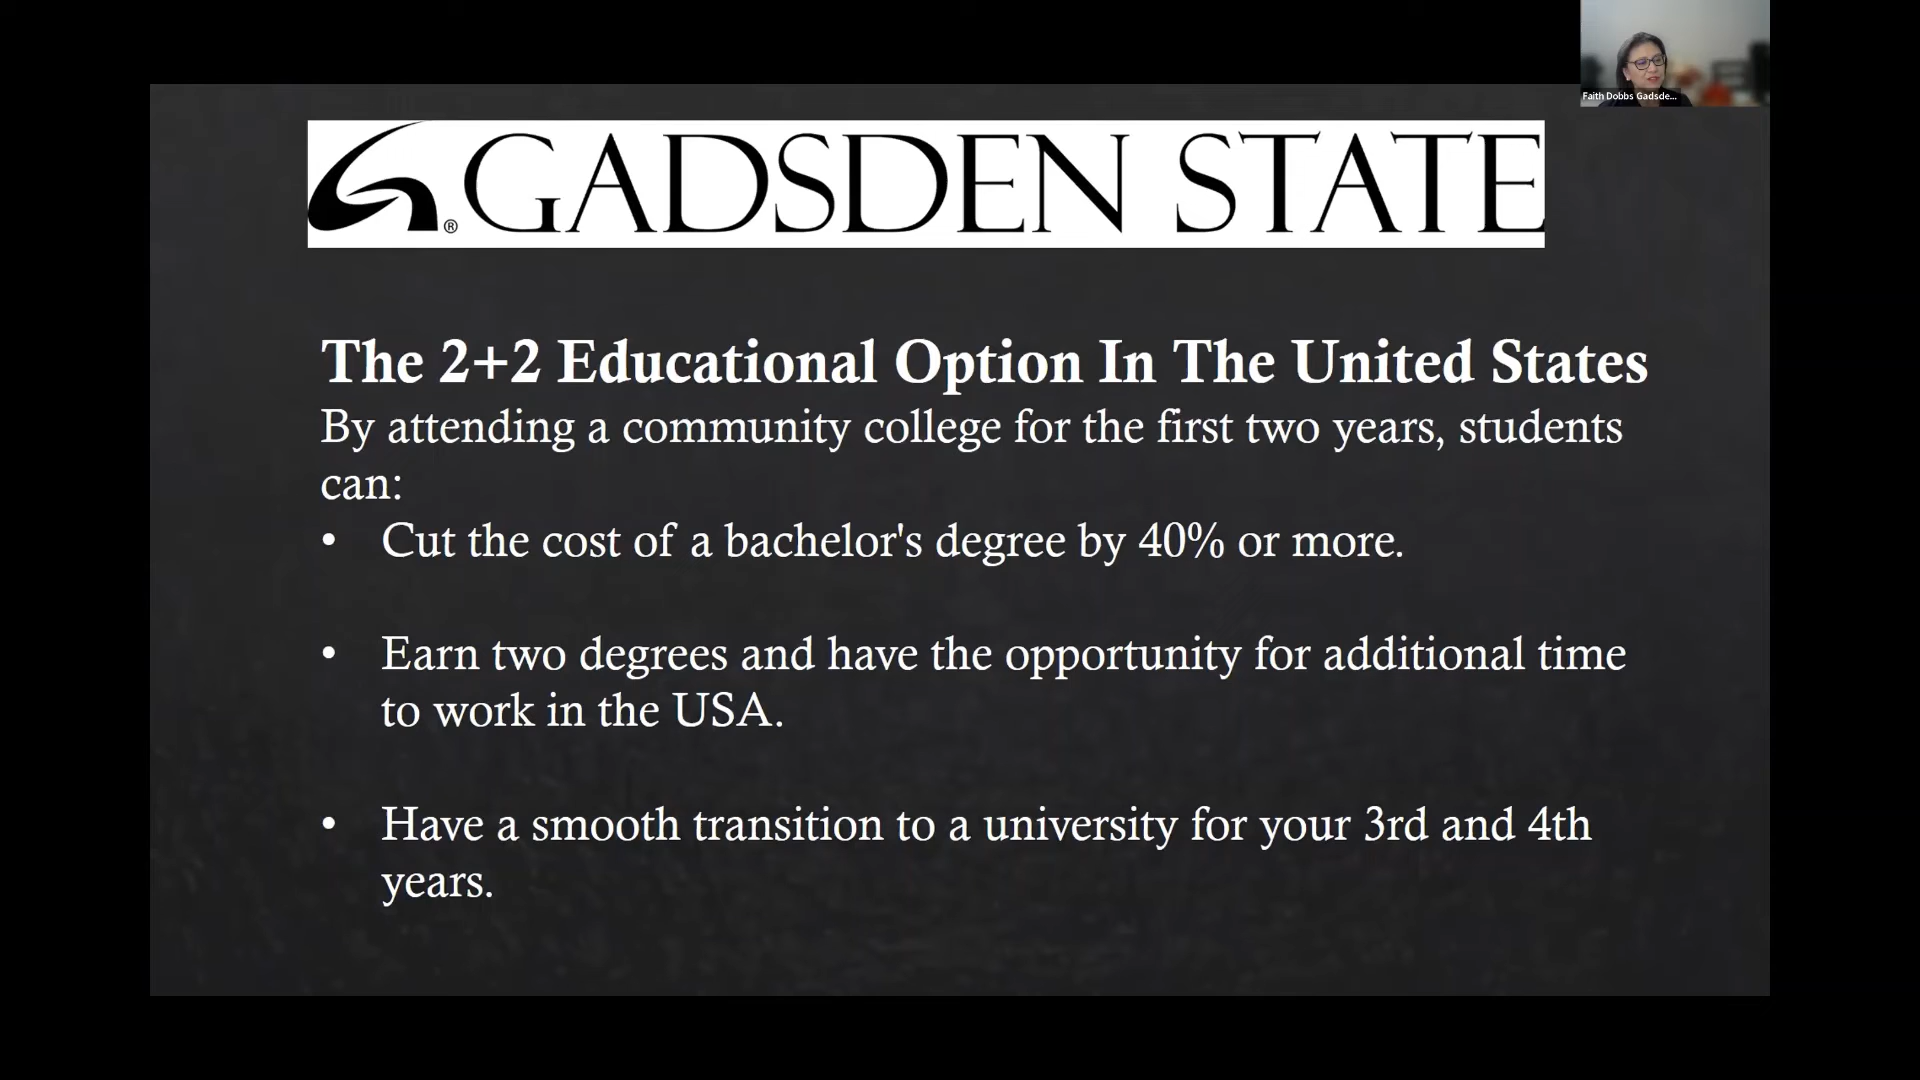 Faith Dobbs Gadsde...
® GADSDEN STATE
The 2+2 Educational Option In The United States
By attending a community college for the first two years, students
can:
• Cut the cost of a bachelor's degree by 40% or more.
• Earn two degrees and have the opportunity for additional time
to work in the USA.
• Have a smooth transition to a university for your 3rd and 4th
years.